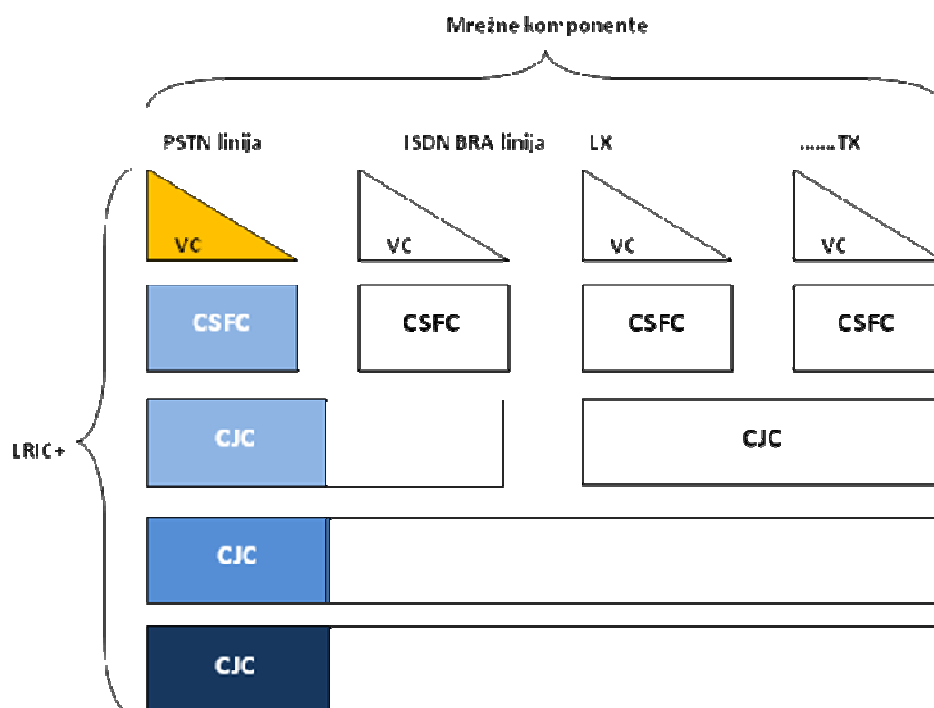 Mrežne komponente
PSTN linija
ISDN BRA linija
LX
.......TX
VC
VC
VC
VC
CSFC
CSFC
CSFC
CSFC
LRIC+
CJC
CJC
CJC
CJC